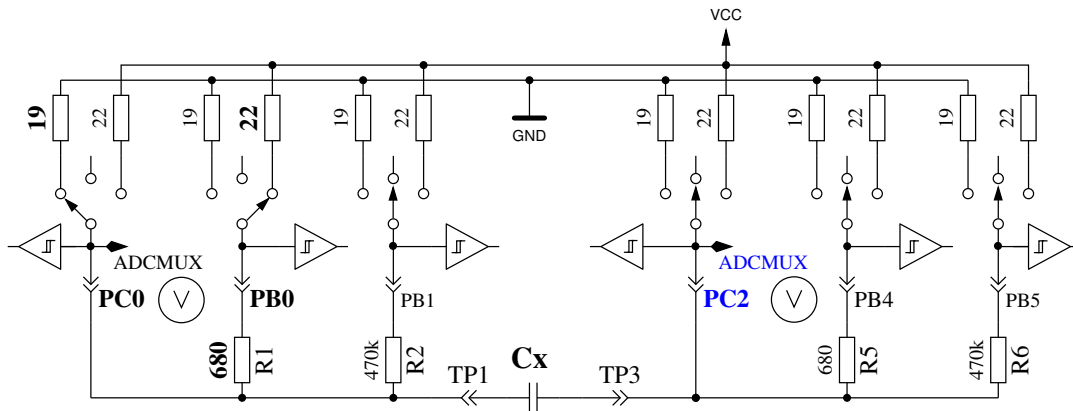 VCC
19
22
19
22
19
22
GND
19
22
19
22
19
22
ADCMUX
ADCMUX
PC0
V
PB0
PB1
PC2
V
PB4
PB5
680
R1
470k
R2
TP1
Cx
TP3
680
R5
470k
R6